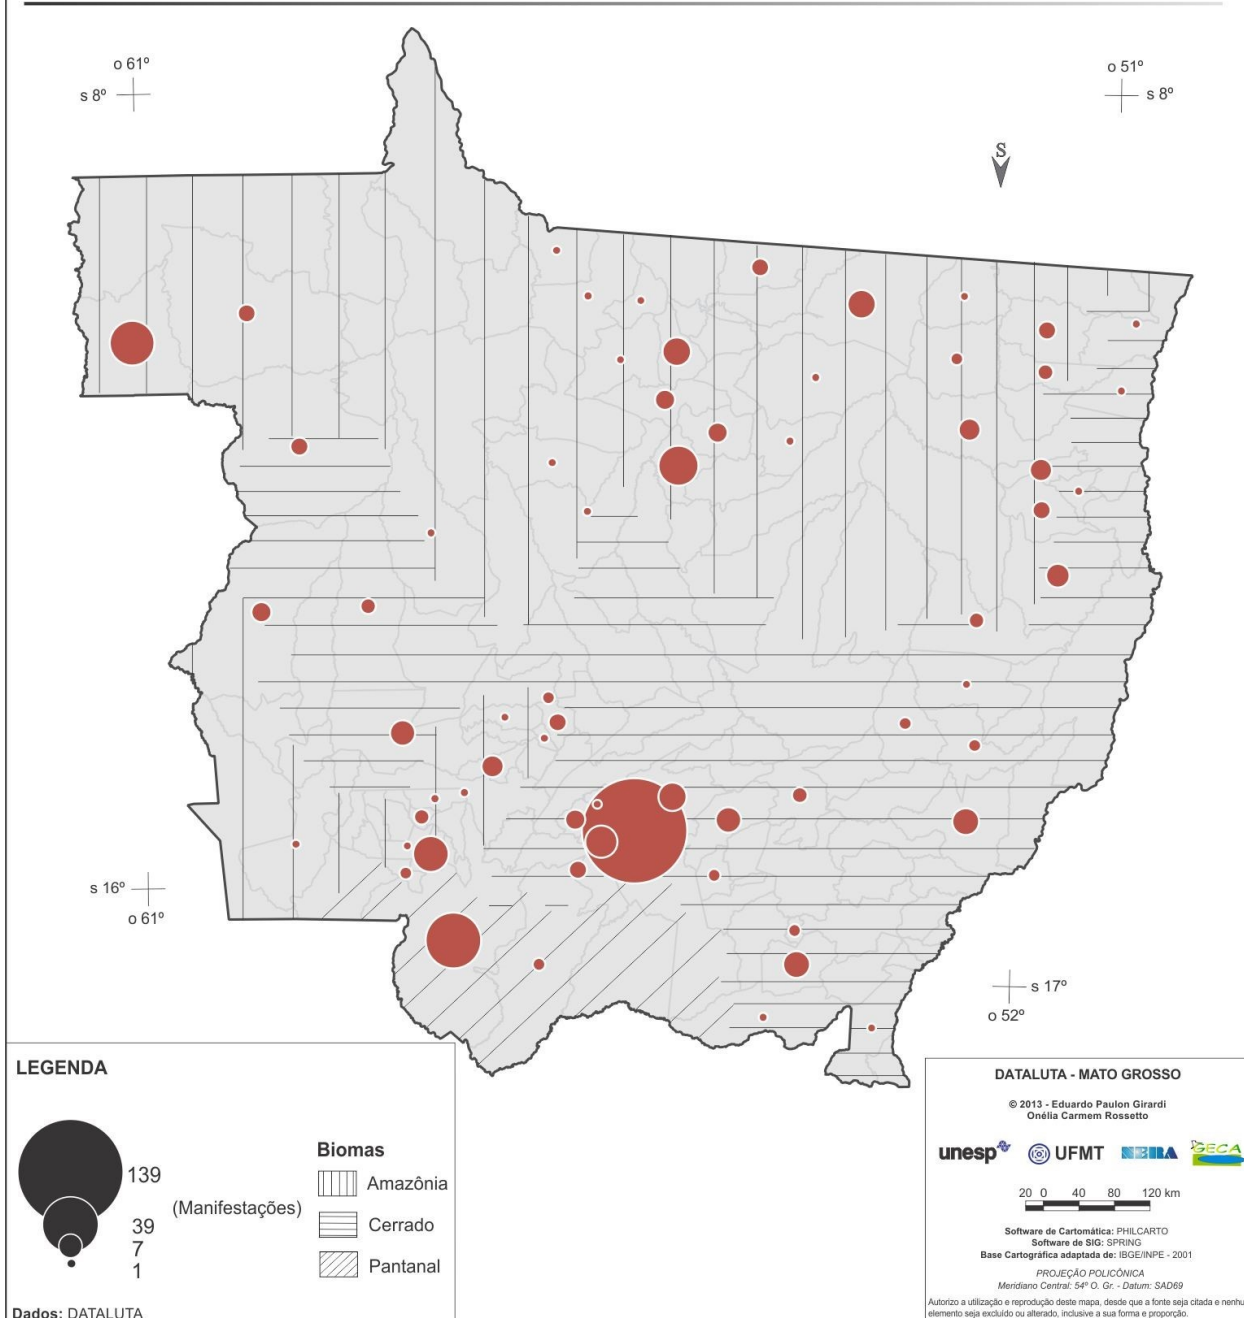 o 61º
s 8º
o 51º
s 8º
S
s 16º
o 61º
s 17º
o 52º
LEGENDA
139
39
7
1
(Manifestações)
Biomas
Amazônia
Cerrado
Pantanal
Dados: DATALUTA
DATALUTA - MATO GROSSO
© 2013 - Eduardo Paulon Girardi
Onélia Carmem Rossetto
unesp UFMT NERA GECA
20 0 40 80 120 km
Software de Cartomática: PHILCARTO
Software de SIG: SPRING
Base Cartográfica adaptada de: IBGE/INPE - 2001
PROJEÇÃO POLICÔNICA
Meridiano Central: 54º O. Gr. - Datum: SAD69
Autorizo a utilização e reprodução deste mapa, desde que a fonte seja citada e nenhu
elemento seja excluído ou alterado, inclusive a sua forma e proporção.